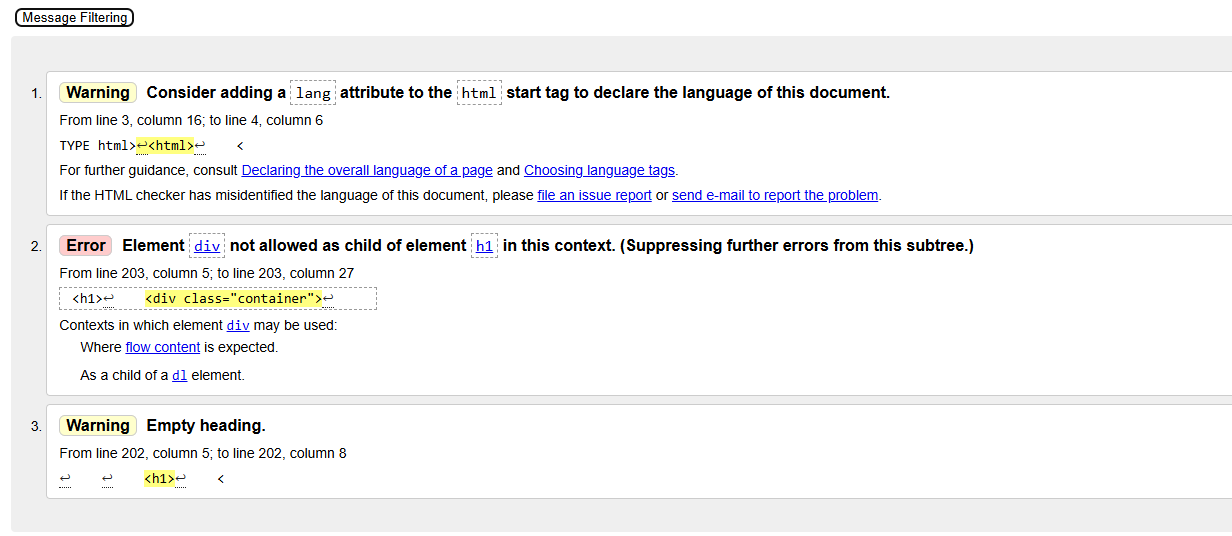 Message Filtering
1. Warning Consider adding a lang attribute to the html start tag to declare the language of this document.
From line 3, column 16; to line 4, column 6
TYPE html>↩<html>↩    <
For further guidance, consult Declaring the overall language of a page and Choosing language tags.
If the HTML checker has misidentified the language of this document, please file an issue report or send e-mail to report the problem.
2. Error Element div not allowed as child of element h1 in this context. (Suppressing further errors from this subtree.)
From line 203, column 5; to line 203, column 27
<h1>↩    <div class="container">↩
Contexts in which element div may be used:
Where flow content is expected.
As a child of a dl element.
3. Warning Empty heading.
From line 202, column 5; to line 202, column 8
↩    ↩    <h1>↩    <